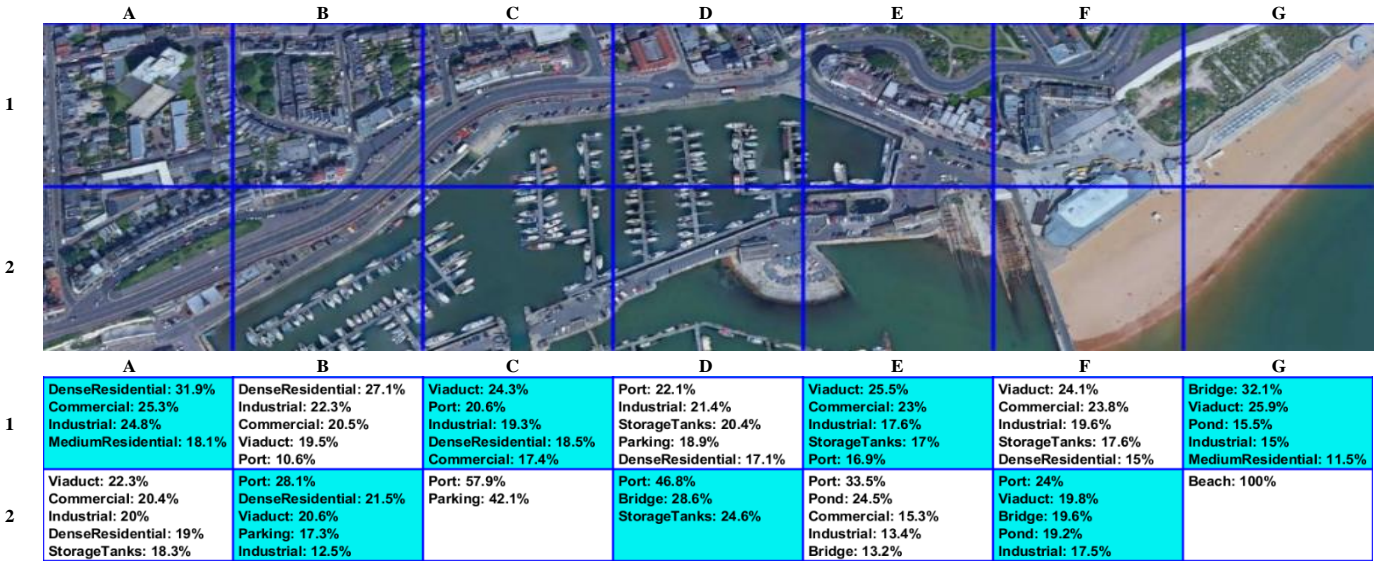 A B C D E F G
1
2
A B C D E F G
1
DenseResidential: 31.9%
Commercial: 25.3%
Industrial: 24.8%
MediumResidential: 18.1%
DenseResidential: 27.1%
Industrial: 22.3%
Commercial: 20.5%
Viaduct: 19.5%
Port: 10.6%
Viaduct: 24.3%
Port: 20.6%
Industrial: 19.3%
DenseResidential: 18.5%
Commercial: 17.4%
Port: 22.1%
Industrial: 21.4%
StorageTanks: 20.4%
Parking: 18.9%
DenseResidential: 17.1%
Viaduct: 25.5%
Commercial: 23%
Industrial: 17.6%
StorageTanks: 17%
Port: 16.9%
Viaduct: 24.1%
Commercial: 23.8%
Industrial: 19.6%
StorageTanks: 17.6%
DenseResidential: 15%
Bridge: 32.1%
Viaduct: 25.9%
Pond: 15.5%
Industrial: 15%
MediumResidential: 11.5%
2
Viaduct: 22.3%
Commercial: 20.4%
Industrial: 20%
DenseResidential: 19%
StorageTanks: 18.3%
Port: 28.1%
DenseResidential: 21.5%
Viaduct: 20.6%
Parking: 17.3%
Industrial: 12.5%
Port: 57.9%
Parking: 42.1%
Port: 46.8%
Bridge: 28.6%
StorageTanks: 24.6%
Port: 33.5%
Pond: 24.5%
Commercial: 15.3%
Industrial: 13.4%
Bridge: 13.2%
Port: 24%
Viaduct: 19.8%
Bridge: 19.6%
Pond: 19.2%
Industrial: 17.5%
Beach: 100%